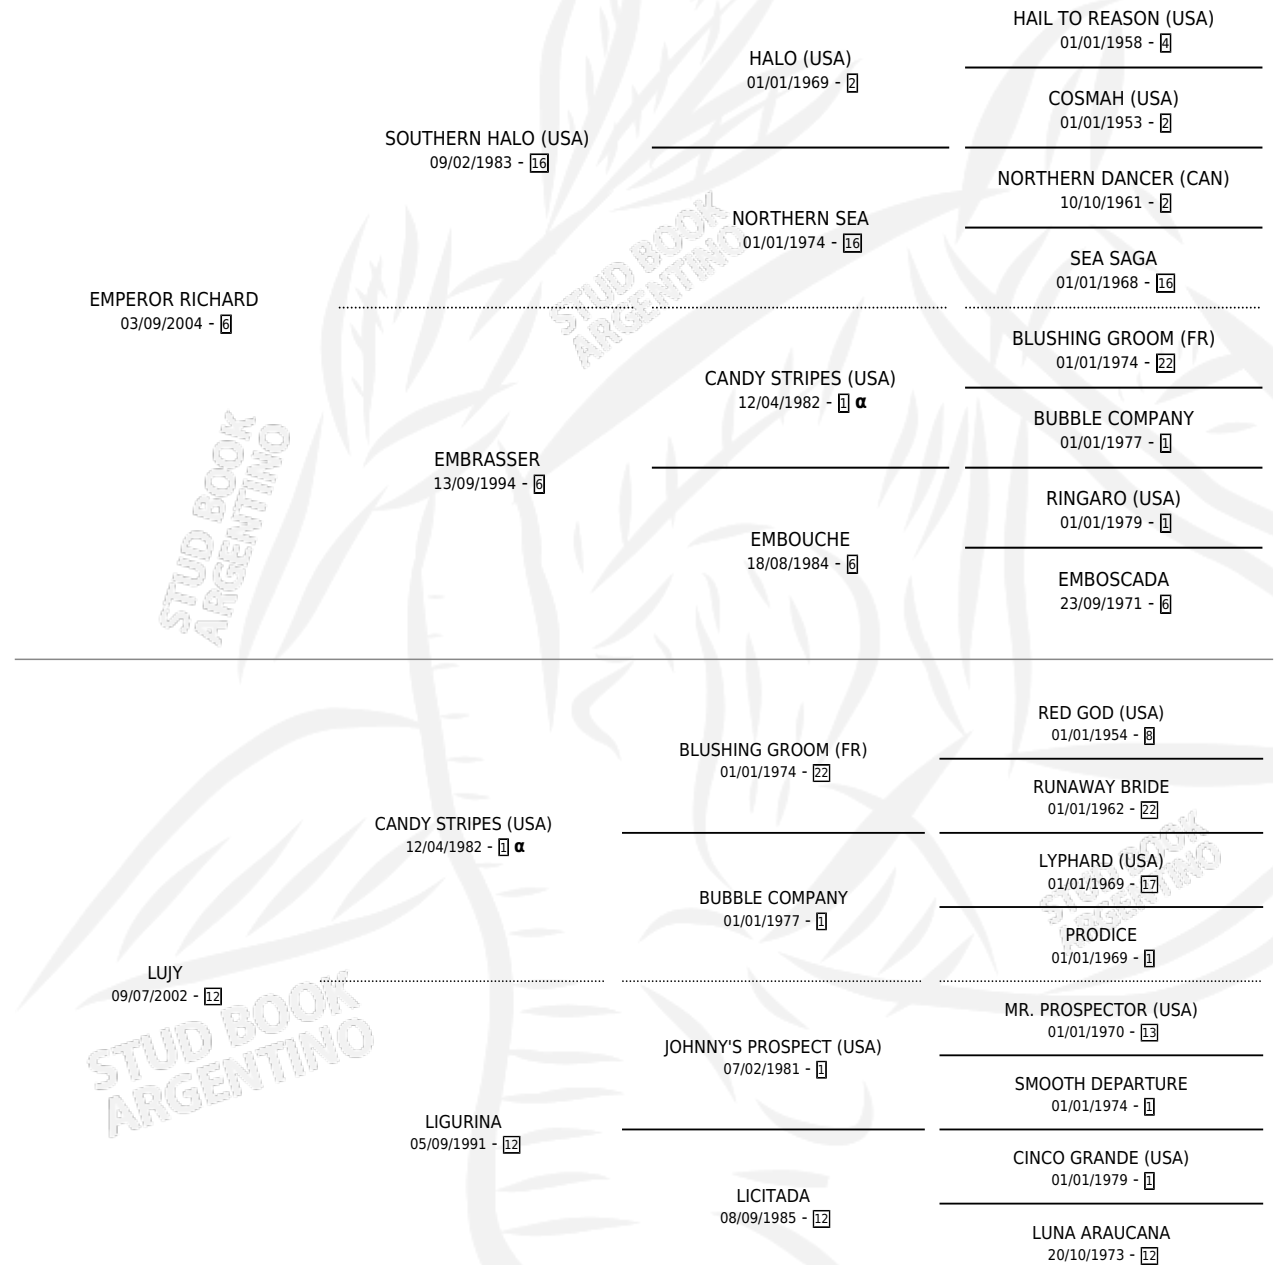 HAIL TO REASON (USA)
01/01/1958 - 4
HALO (USA)
01/01/1969 - 2
COSMAH (USA)
01/01/1953 - 2
SOUTHERN HALO (USA)
09/02/1983 - 16
NORTHERN DANCER (CAN)
10/10/1961 - 2
NORTHERN SEA
01/01/1974 - 16
SEA SAGA
01/01/1968 - 16
EMPEROR RICHARD
03/09/2004 - 6
BLUSHING GROOM (FR)
01/01/1974 - 22
CANDY STRIPES (USA)
12/04/1982 - 1 α
BUBBLE COMPANY
01/01/1977 - 1
EMBRASSER
13/09/1994 - 6
RINGARO (USA)
01/01/1979 - 1
EMBOUCHE
18/08/1984 - 6
EMBOSCADA
23/09/1971 - 6
RED GOD (USA)
01/01/1954 - 8
BLUSHING GROOM (FR)
01/01/1974 - 22
RUNAWAY BRIDE
01/01/1962 - 22
CANDY STRIPES (USA)
12/04/1982 - 1 α
LYPHARD (USA)
01/01/1969 - 17
BUBBLE COMPANY
01/01/1977 - 1
PRODICE
01/01/1969 - 1
LUJY
09/07/2002 - 12
MR. PROSPECTOR (USA)
01/01/1970 - 13
JOHNNY'S PROSPECT (USA)
07/02/1981 - 1
SMOOTH DEPARTURE
01/01/1974 - 1
LIGURINA
05/09/1991 - 12
CINCO GRANDE (USA)
01/01/1979 - 1
LICITADA
08/09/1985 - 12
LUNA ARAUCANA
20/10/1973 - 12
STUD BOOK
ARGENTINO
STUD BOOK
ARGENTINO
STUD BOOK
ARGENTINO
STUD BOOK
ARGENTINO